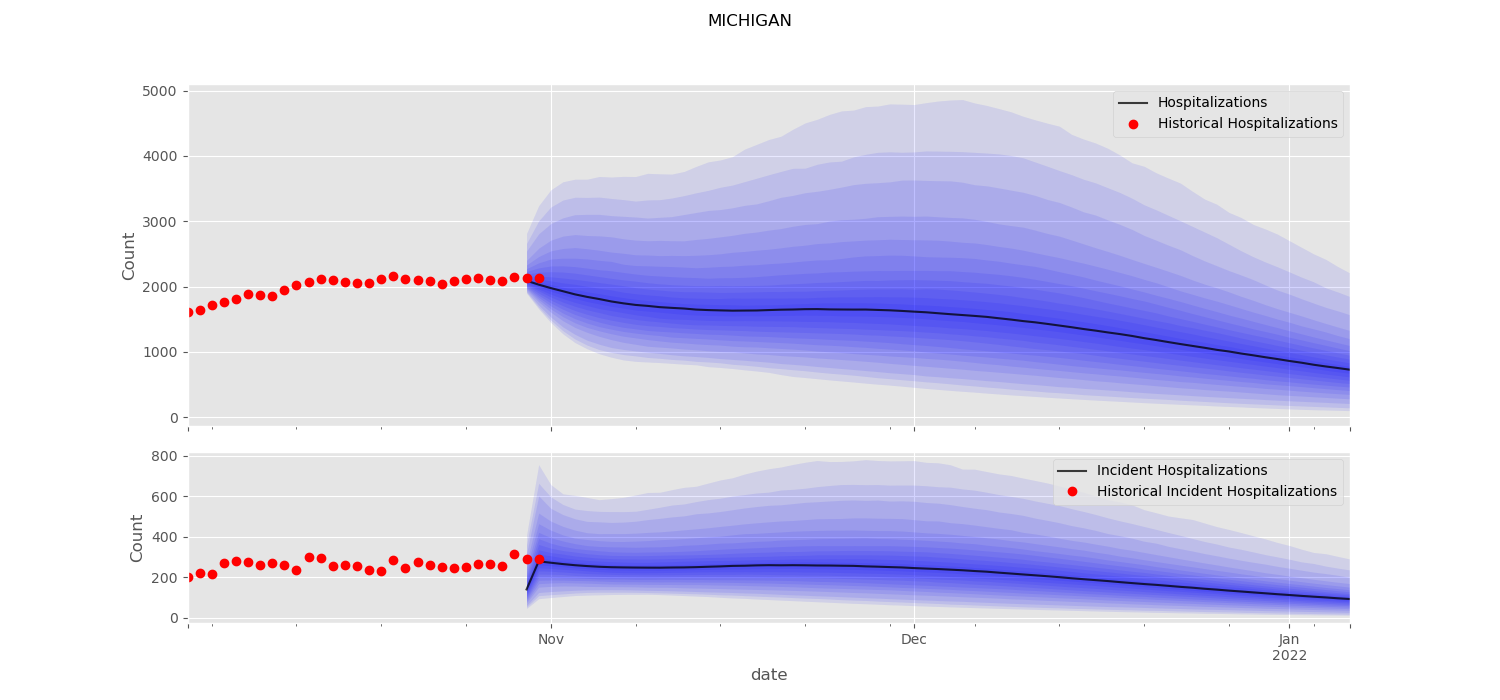 MICHIGAN
5000
4000
3000
2000
1000
0
Count
Hospitalizations
Historical Hospitalizations
800
600
400
200
0
Count
Incident Hospitalizations
Historical Incident Hospitalizations
Nov
Dec
Jan
2022
date